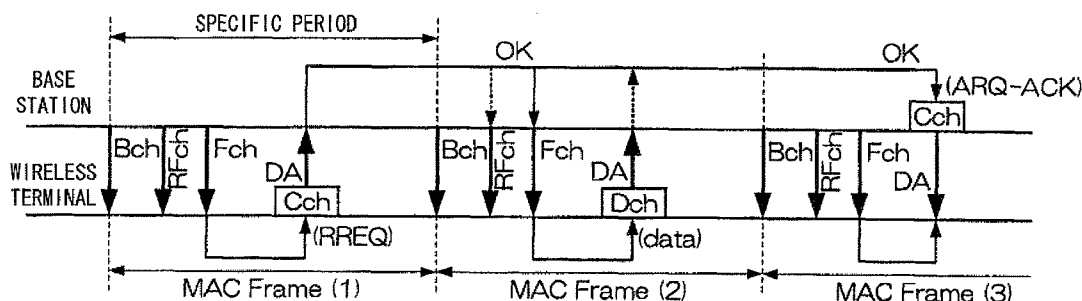 SPECIFIC PERIOD
OK
OK
BASE
STATION
(ARQ-ACK)
Cch
Bch
RFch
Fch
DA
Bch
RFch
Fch
DA
Bch
RFch
Fch
DA
WIRELESS
TERMINAL
Cch
Dch
(RREQ)
(data)
MAC Frame (1)
MAC Frame (2)
MAC Frame (3)